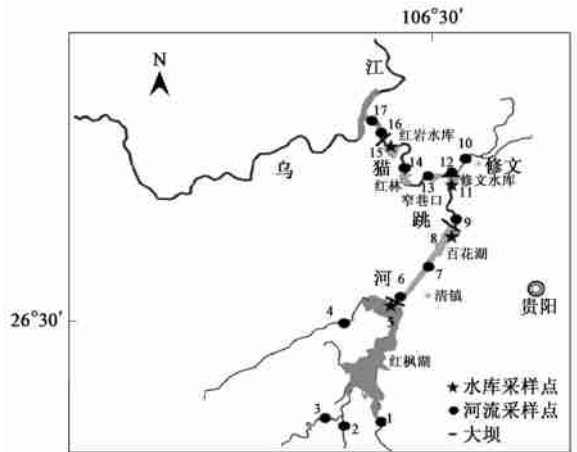 106°30′
N
江
17
16
红岩水库
15
乌
猫
14
红林
13
窄巷口
12
10
修文
修文水库
11
跳
9
8
百花湖
7
河
6
清镇
5
贵阳
26°30′
4
红枫湖
3
2
1
★水库采样点
●河流采样点
大坝